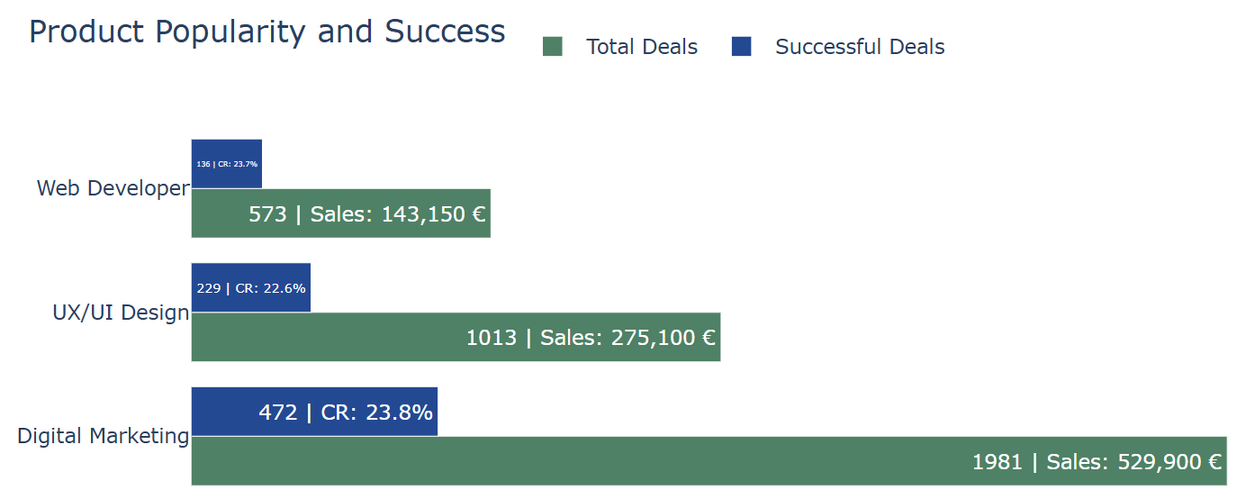 Product Popularity and Success
Total Deals
Successful Deals
136 | CR: 23.7%
Web Developer
573 | Sales: 143,150 €
229 | CR: 22.6%
UX/UI Design
1013 | Sales: 275,100 €
472 | CR: 23.8%
Digital Marketing
1981 | Sales: 529,900 €